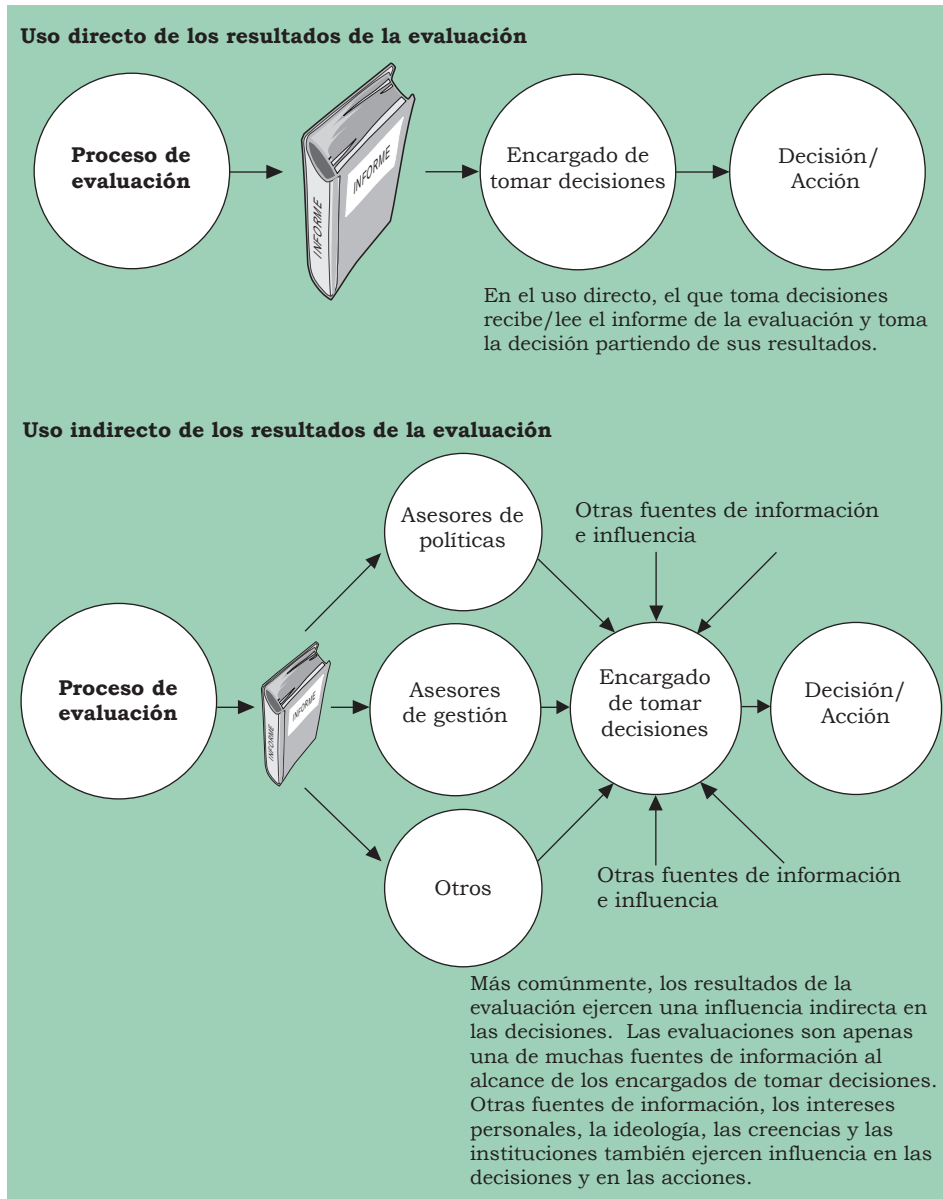 Uso directo de los resultados de la evaluación
Proceso de
evaluación
INFORME
INFORME
Encargado de
tomar decisiones
Decisión/
Acción
En el uso directo, el que toma decisiones
recibe/lee el informe de la evaluación y toma
la decisión partiendo de sus resultados.
Uso indirecto de los resultados de la evaluación
Proceso de
evaluación
INFORME
INFORME
Asesores de
políticas
Asesores
de gestión
Otros
Otras fuentes de información
e influencia
Encargado
de tomar
decisiones
Decisión/
Acción
Otras fuentes de información
e influencia
Más comúnmente, los resultados de la
evaluación ejercen una influencia indirecta en
las decisiones. Las evaluaciones son apenas
una de muchas fuentes de información al
alcance de los encargados de tomar decisiones.
Otras fuentes de información, los intereses
personales, la ideología, las creencias y las
instituciones también ejercen influencia en las
decisiones y en las acciones.